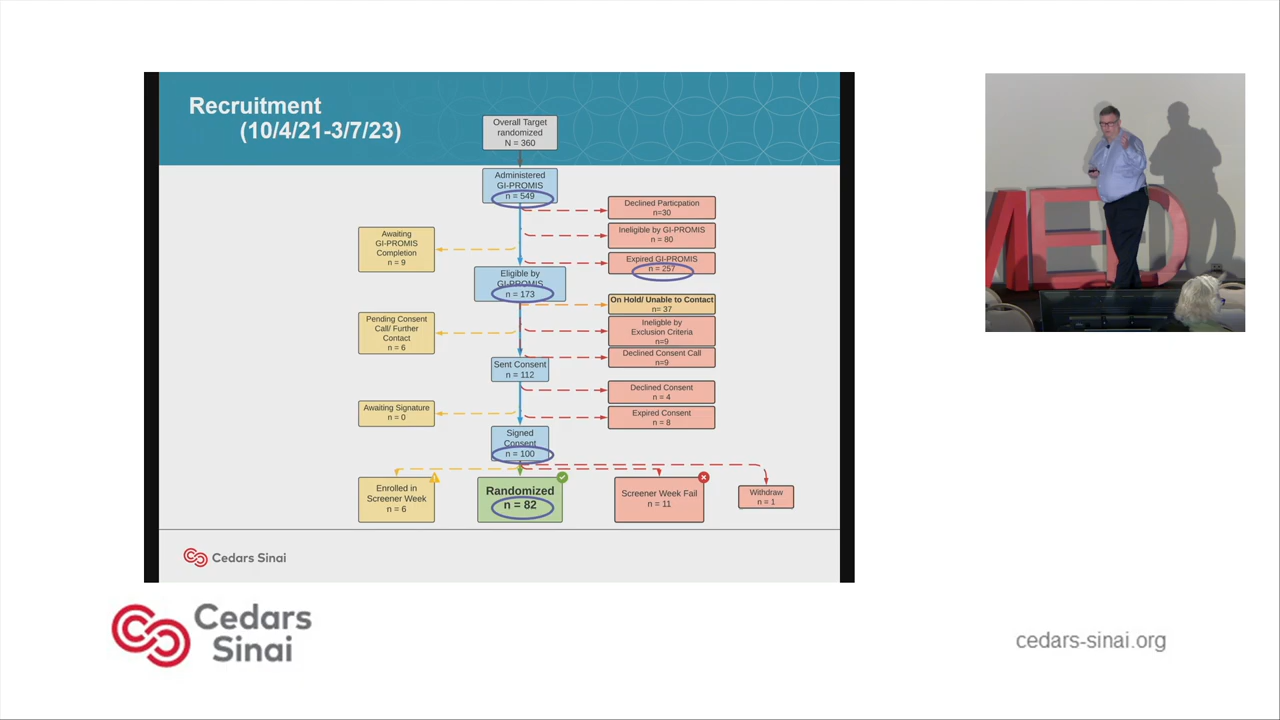 Recruitment
(10/4/21-3/7/23)
Overall Target
randomized
N = 360
Administered
GI-PROMIS
n = 549
Declined Particpation
n=30
Ineligible by GI-PROMIS
n = 80
Awaiting
GI-PROMIS
Completion
n = 9
Expired GI-PROMIS
n = 257
Eligible by
GI-PROMIS
n = 173
On Hold/ Unable to Contact
n= 37
Pending Consent
Call/ Further
Contact
n = 6
Ineligible by
Exclusion Criteria
n=9
Declined Consent Call
n=9
Sent Consent
n = 112
Declined Consent
n = 4
Awaiting Signature
n = 0
Expired Consent
n = 8
Signed
Consent
n = 100
Enrolled in
Screener Week
n = 6
Randomized
n = 82
Screener Week Fail
n = 11
Withdraw
n = 1
Cedars Sinai
MED
Cedars
Sinai
cedars-sinai.org